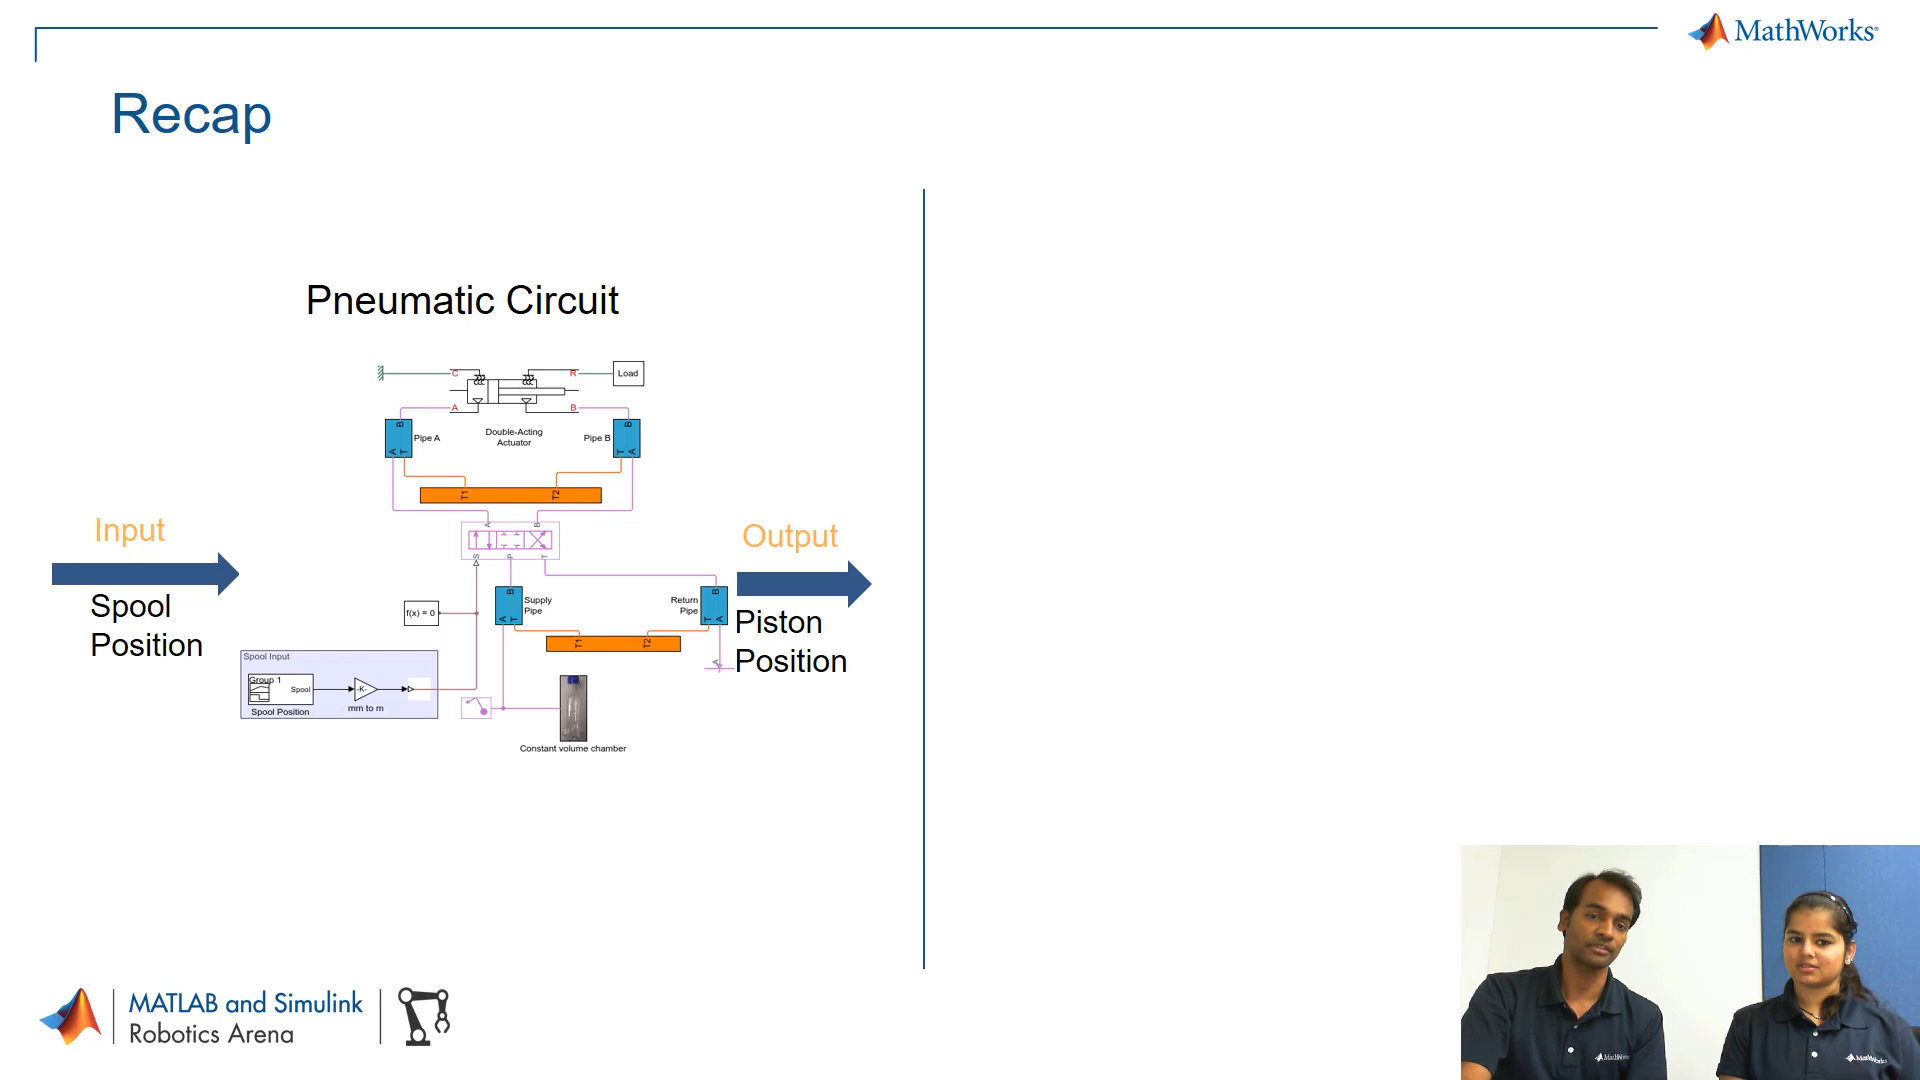 MathWorks®
Recap
Pneumatic Circuit
C
R
Load
A
B
B
Pipe A
Double-Acting
Actuator
Pipe B
B
A
T
T
A
T1
T2
A
B
Input
Output
S
P
T
Spool
Position
f(x) = 0
B
Supply
Pipe
A
T
Return
Pipe
B
T
A
Piston
Position
T1
T2
A
Spool Input
Group 1
Spool
-K-
Spool Position
mm to m
Constant volume chamber
MATLAB and Simulink
Robotics Arena
MathWorks
MathWorks